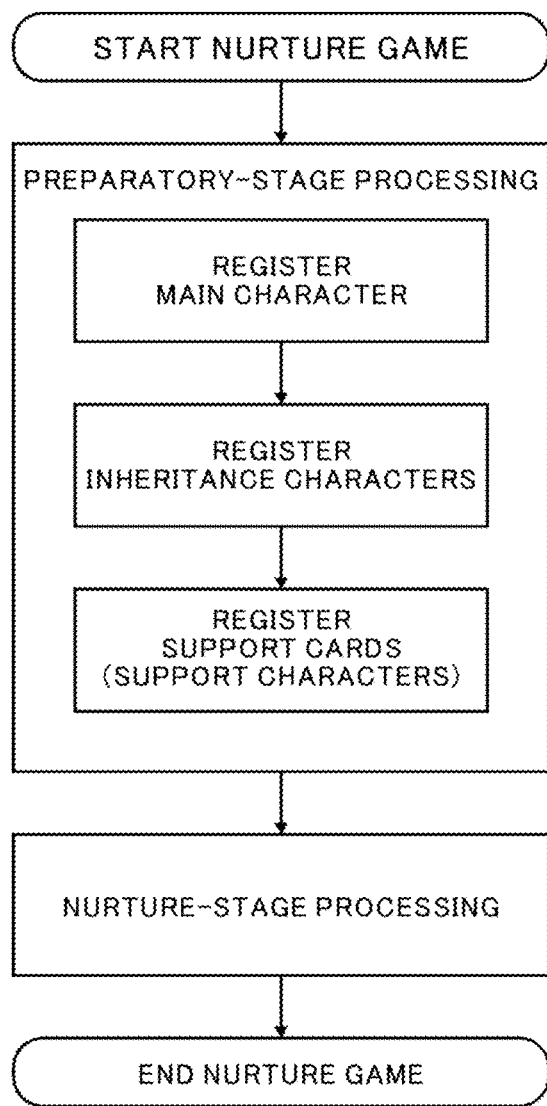 START NURTURE GAME
PREPARATORY-STAGE PROCESSING
REGISTER
MAIN CHARACTER
REGISTER
INHERITANCE CHARACTERS
REGISTER
SUPPORT CARDS
(SUPPORT CHARACTERS)
NURTURE-STAGE PROCESSING
END NURTURE GAME